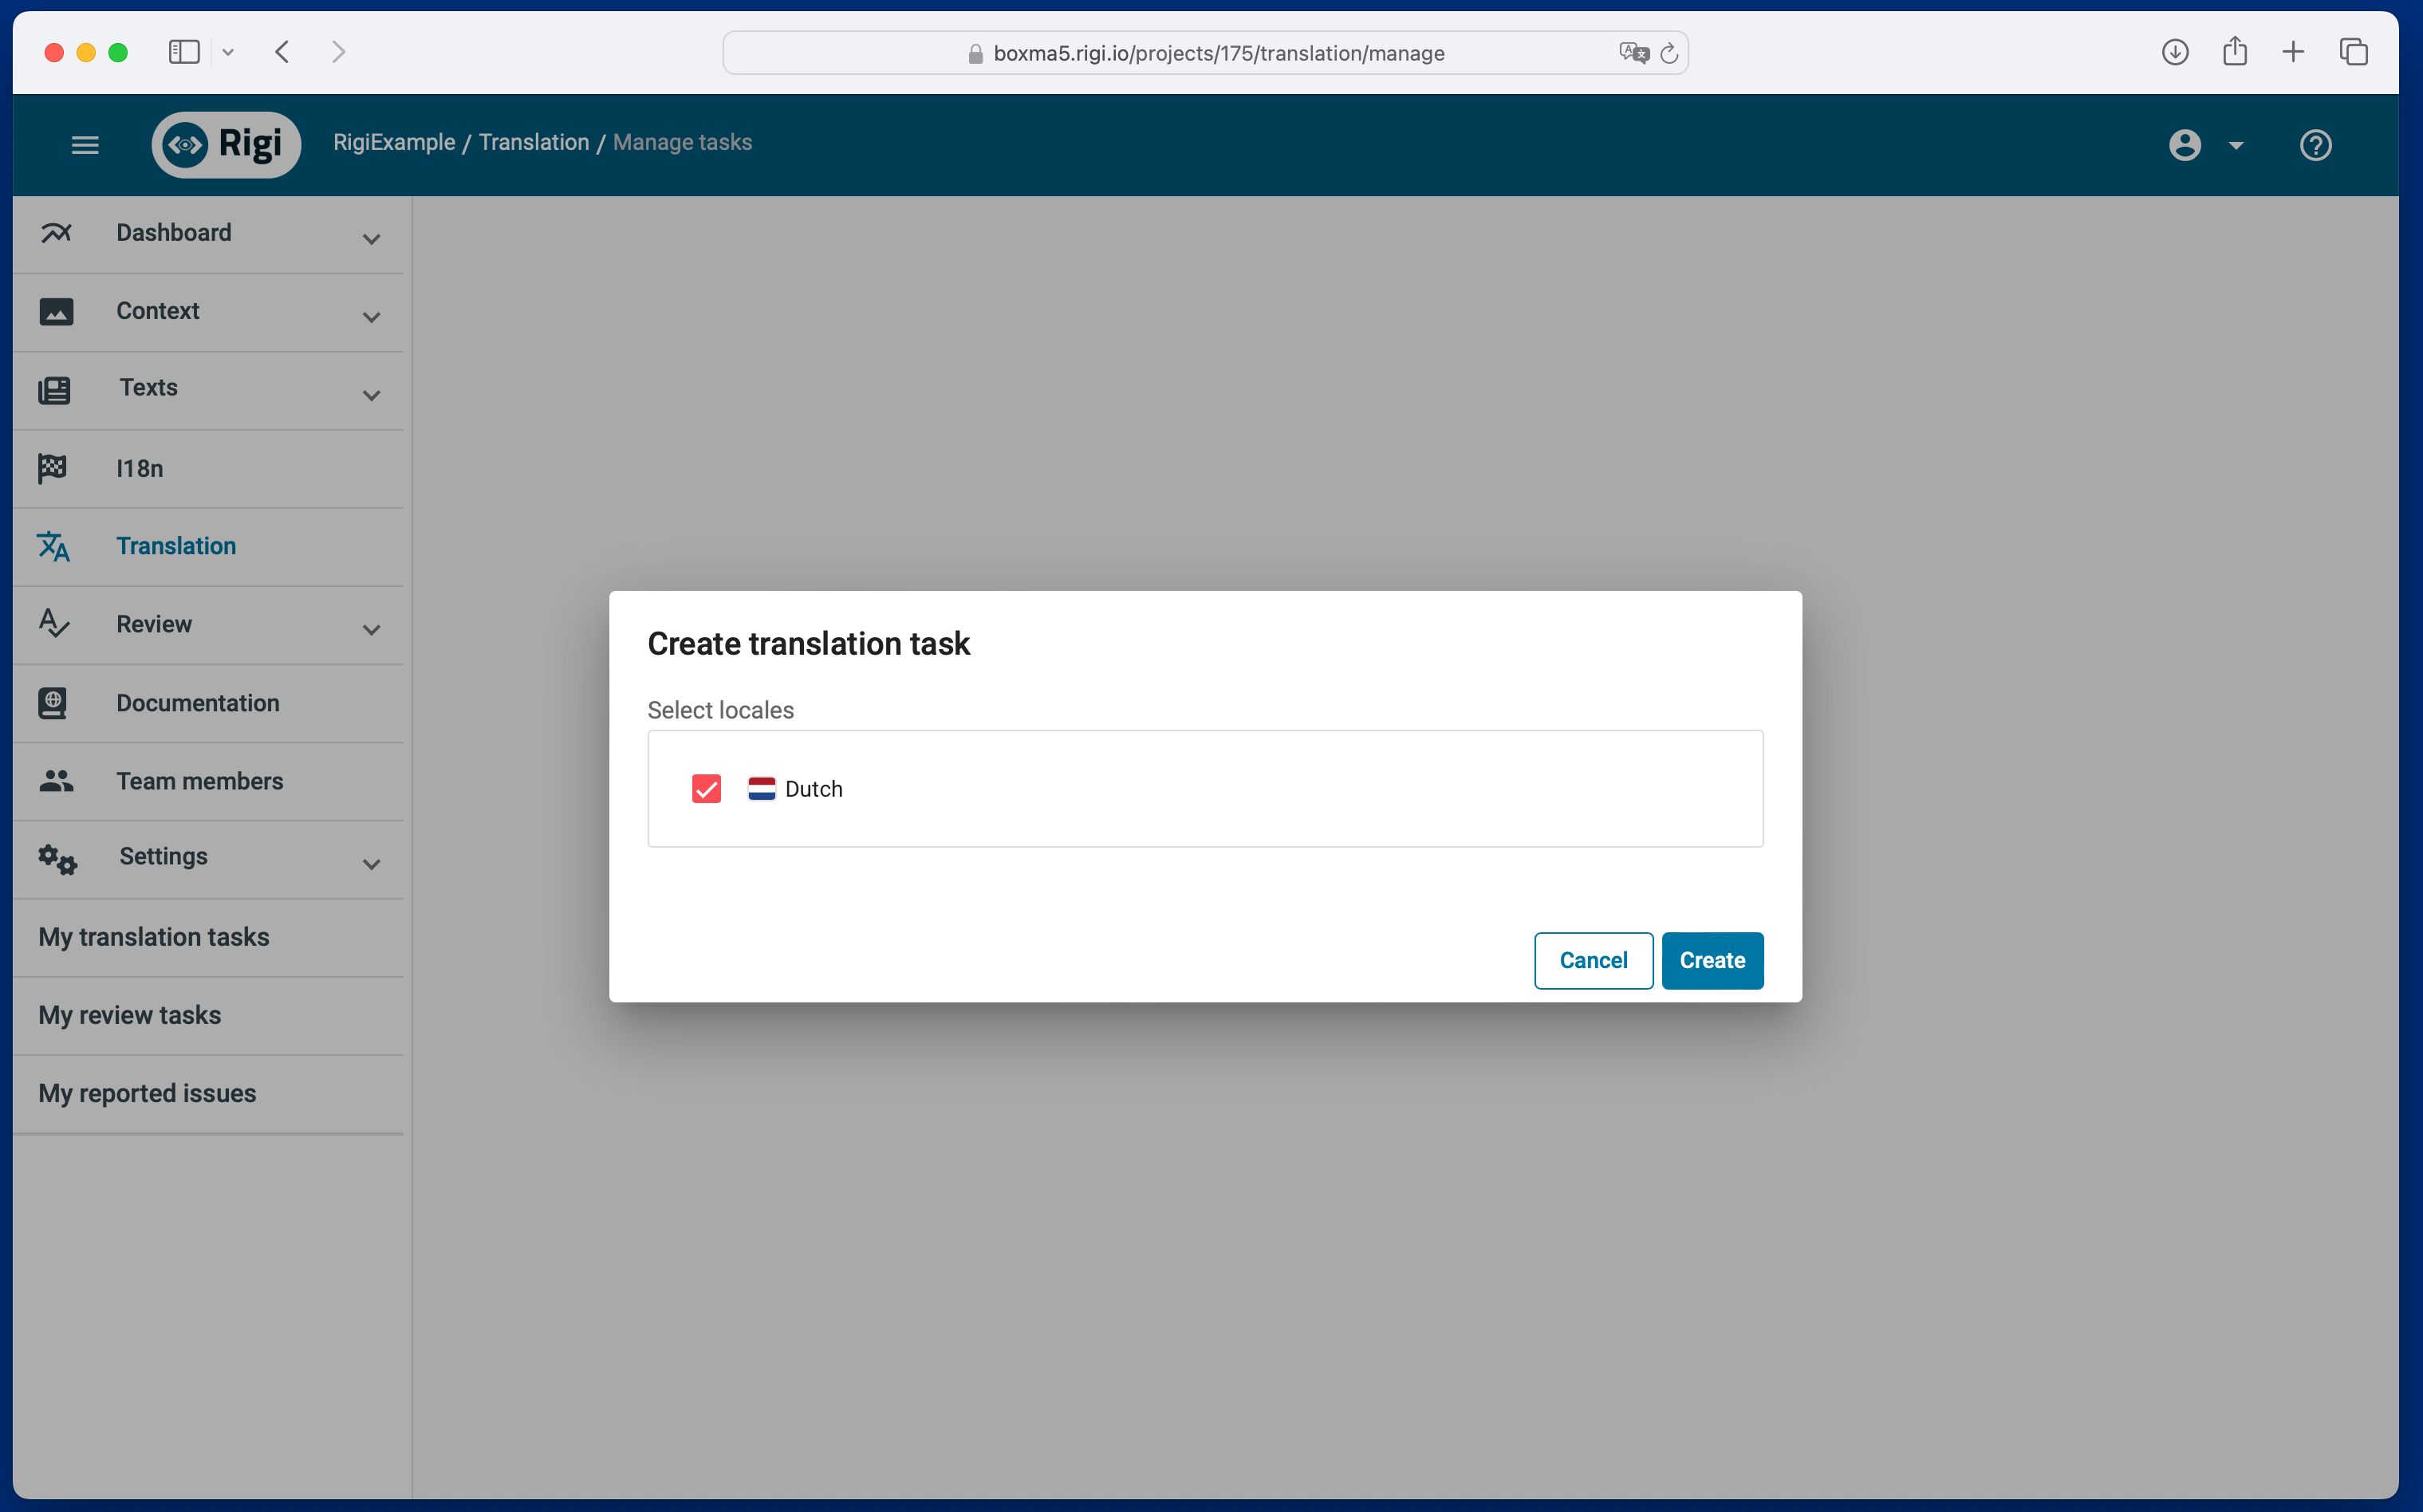 boxma5.rigi.io/projects/175/translation/manage
Rigi
RigiExample / Translation / Manage tasks
Dashboard
Context
Texts
I18n
Translation
Review
Documentation
Team members
Settings
My translation tasks
My review tasks
My reported issues
Create translation task
Select locales
Dutch
Cancel
Create